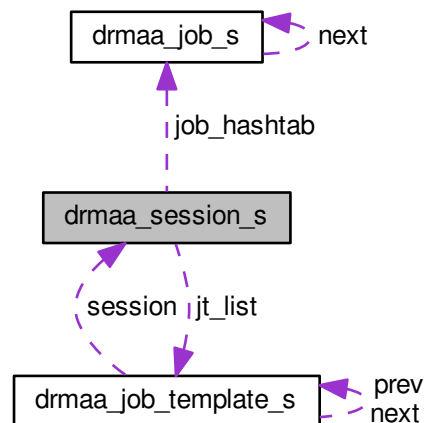 drmaa_job_s
next
job_hashtab
drmaa_session_s
session
jt_list
drmaa_job_template_s
prev
next